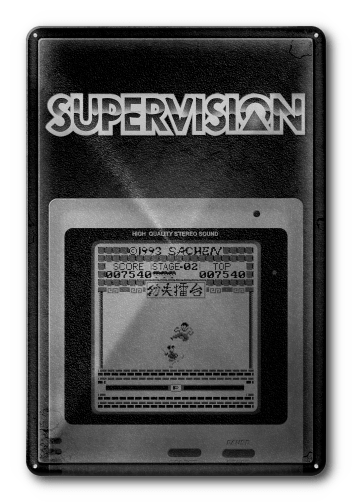 SUPERVISION
HIGH QUALITY STEREO SOUND
©1993 SACHEN
SCORE STAGE-02 TOP
007540 007540
功夫擂台